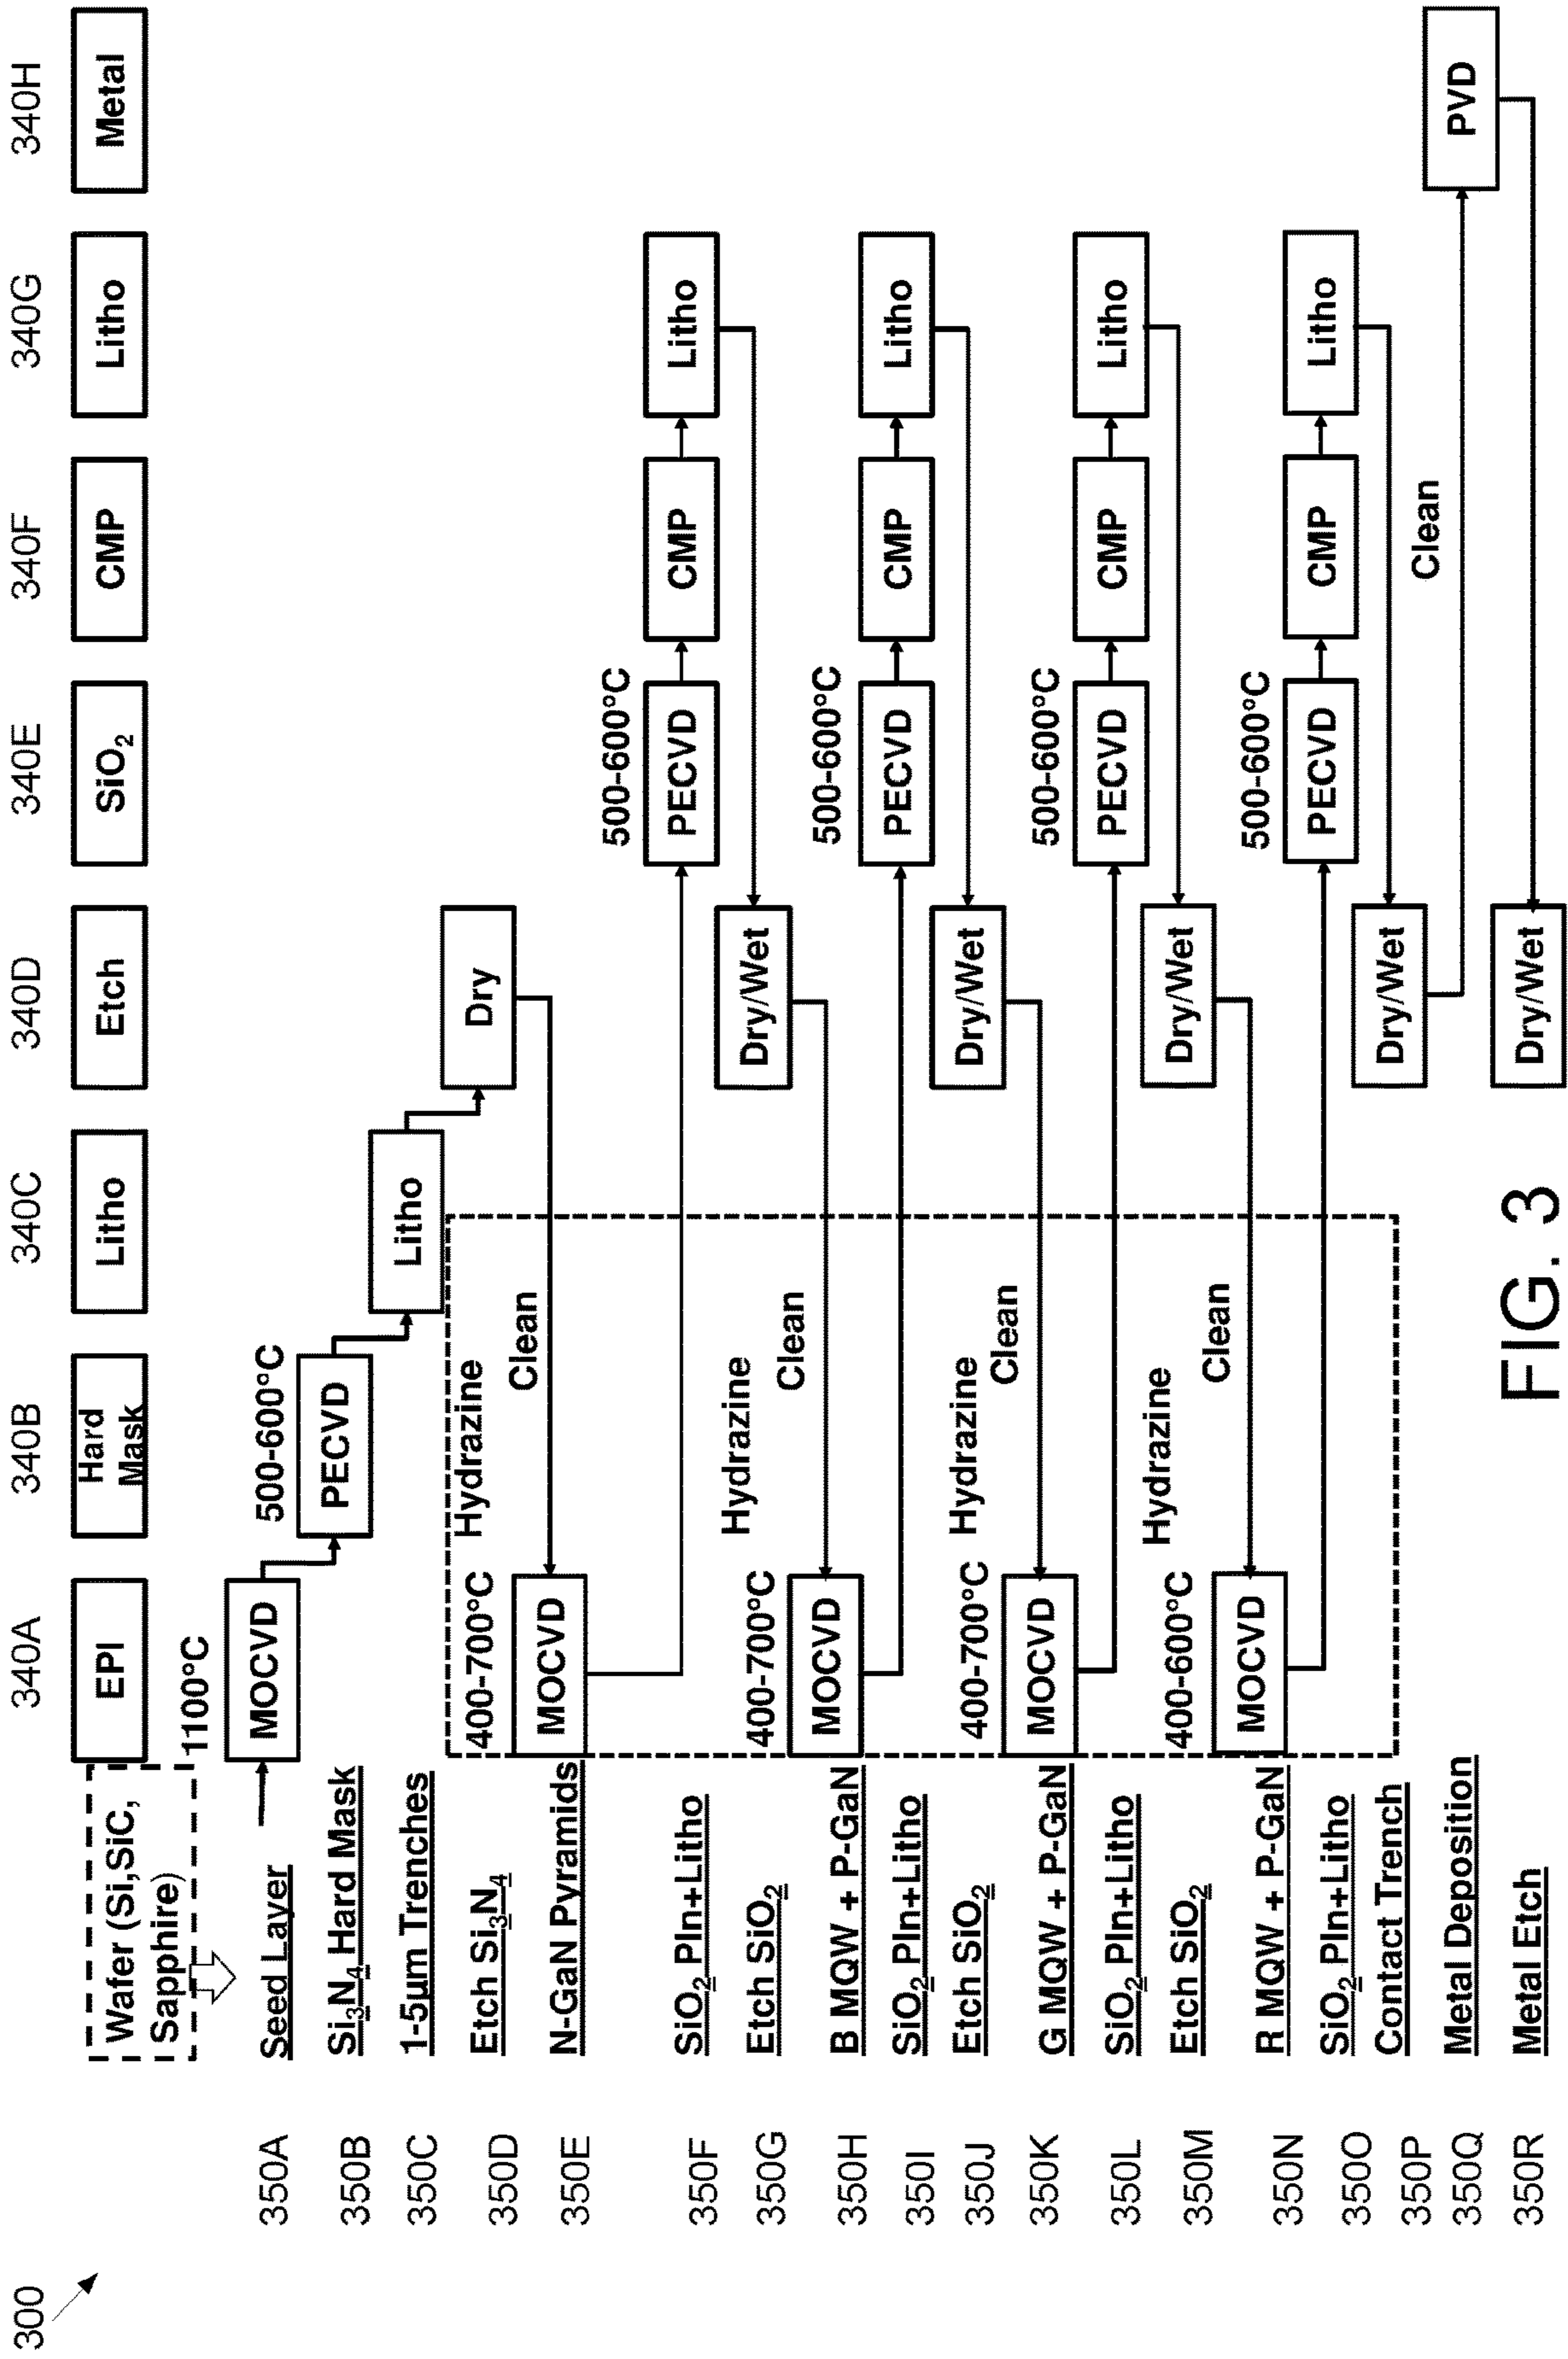 300
340A 340B 340C 340D 340E 340F 340G 340H
Wafer (Si,SiC,
Sapphire)
EPI
Hard
Mask
Litho
Etch
SiO2
CMP
Litho
Metal
350A Seed Layer 1100°C MOCVD
350B Si3N4 Hard Mask 500-600°C PECVD
350C 1-5µm Trenches Litho
350D Etch Si3N4 Dry
400-700°C Hydrazine
Clean
350E N-GaN Pyramids MOCVD
500-600°C
350F SiO2 Pln+Litho PECVD CMP Litho
350G Etch SiO2 Dry/Wet
400-700°C Hydrazine
Clean
350H B MQW + P-GaN MOCVD
500-600°C
350I SiO2 Pln+Litho PECVD CMP Litho
350J Etch SiO2 Dry/Wet
400-700°C Hydrazine
Clean
350K G MQW + P-GaN MOCVD
500-600°C
350L SiO2 Pln+Litho PECVD CMP Litho
350M Etch SiO2 Dry/Wet
400-600°C Hydrazine
Clean
350N R MQW + P-GaN MOCVD
500-600°C
350O SiO2 Pln+Litho PECVD CMP Litho
350P Contact Trench Dry/Wet
Clean
350Q Metal Deposition PVD
350R Metal Etch Dry/Wet
FIG. 3